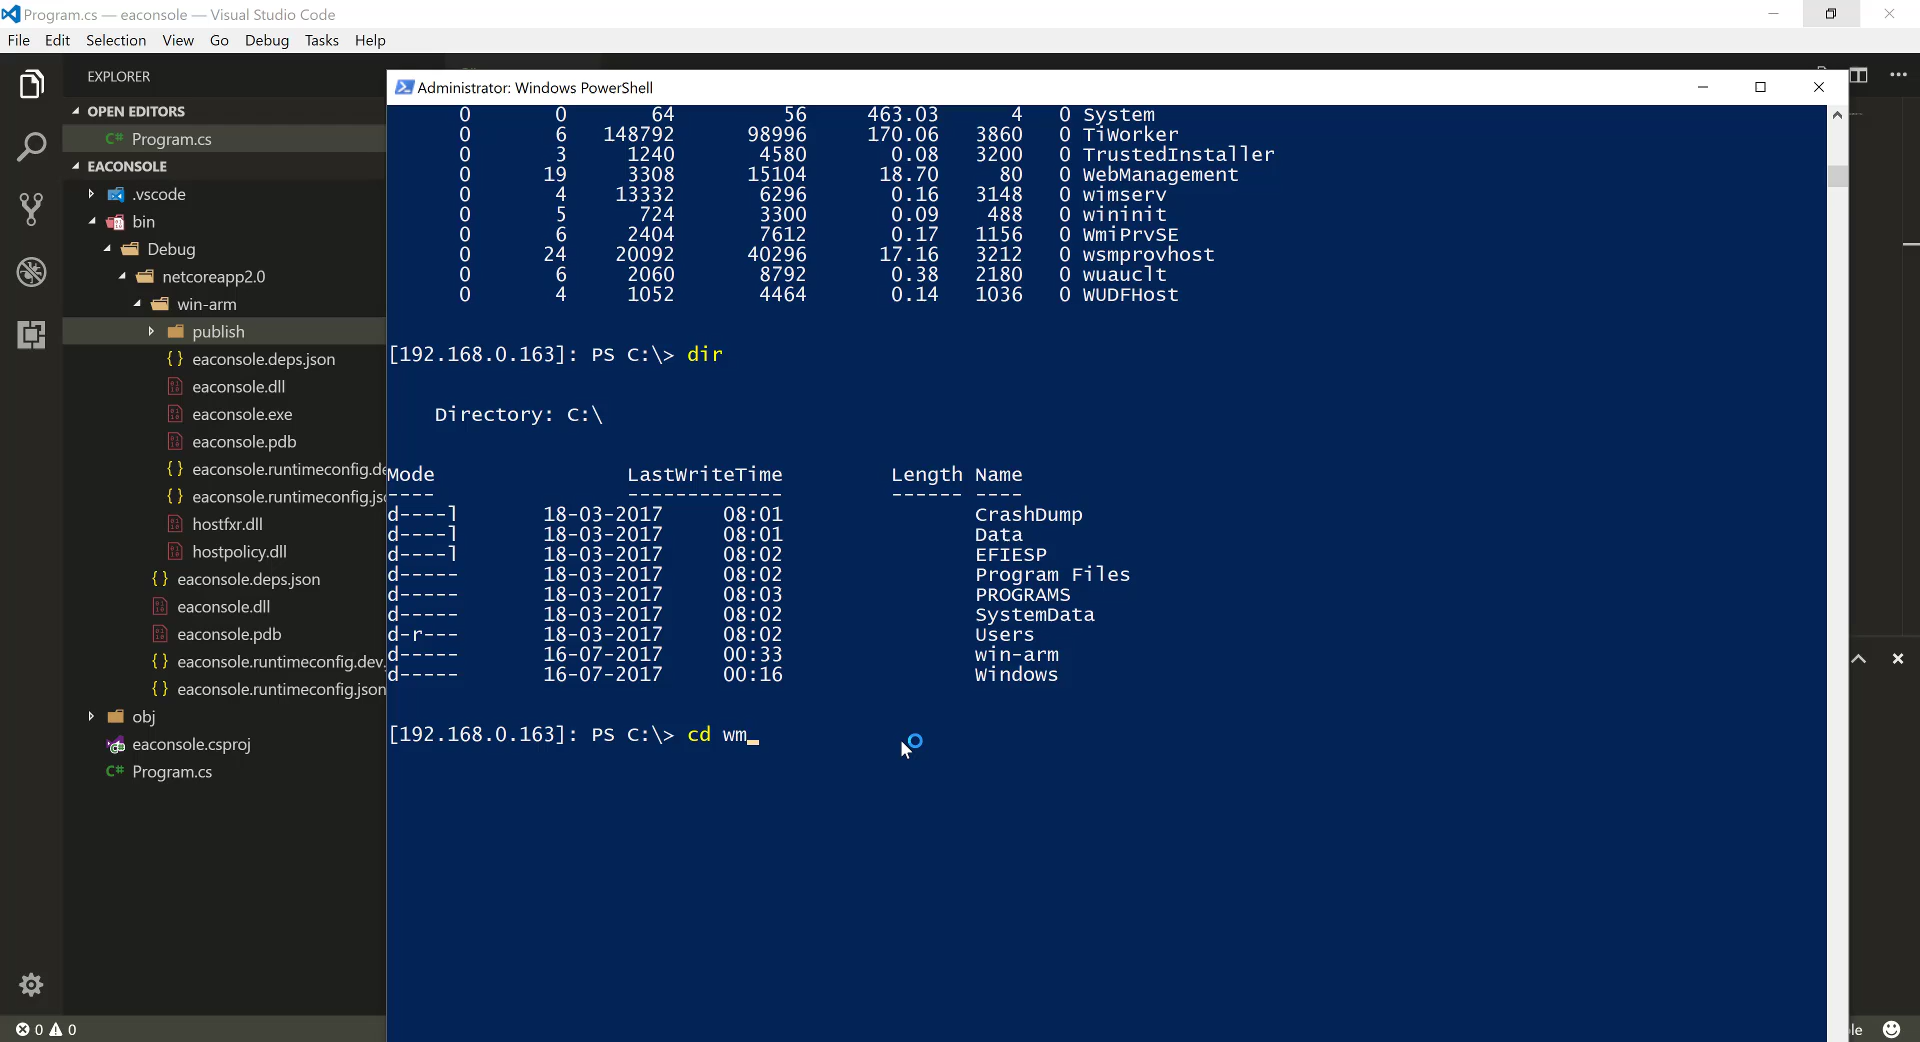 Program.cs — eaconsole — Visual Studio Code
File Edit Selection View Go Debug Tasks Help
EXPLORER
OPEN EDITORS
C# Program.cs
EACONSOLE
.vscode
bin
Debug
netcoreapp2.0
win-arm
publish
{ } eaconsole.deps.json
eaconsole.dll
eaconsole.exe
eaconsole.pdb
{ } eaconsole.runtimeconfig.de
{ } eaconsole.runtimeconfig.jso
hostfxr.dll
hostpolicy.dll
{ } eaconsole.deps.json
eaconsole.dll
eaconsole.pdb
{ } eaconsole.runtimeconfig.dev.
{ } eaconsole.runtimeconfig.json
obj
eaconsole.csproj
C# Program.cs
0 0
Administrator: Windows PowerShell
0 0 64 56 463.03 4 0 System
0 6 148792 98996 170.06 3860 0 TiWorker
0 3 1240 4580 0.08 3200 0 TrustedInstaller
0 19 3308 15104 18.70 80 0 WebManagement
0 4 13332 6296 0.16 3148 0 wimserv
0 5 724 3300 0.09 488 0 wininit
0 6 2404 7612 0.17 1156 0 WmiPrvSE
0 24 20092 40296 17.16 3212 0 wsmprovhost
0 6 2060 8792 0.38 2180 0 wuauclt
0 4 1052 4464 0.14 1036 0 WUDFHost
[192.168.0.163]: PS C:\> dir
Directory: C:\
Mode LastWriteTime Length Name
---- ------------- ------ ----
d----l 18-03-2017 08:01 CrashDump
d----l 18-03-2017 08:01 Data
d----l 18-03-2017 08:02 EFIESP
d----- 18-03-2017 08:02 Program Files
d----- 18-03-2017 08:03 PROGRAMS
d----- 18-03-2017 08:02 SystemData
d-r--- 18-03-2017 08:02 Users
d----- 16-07-2017 00:33 win-arm
d----- 16-07-2017 00:16 Windows
[192.168.0.163]: PS C:\> cd wm_
le